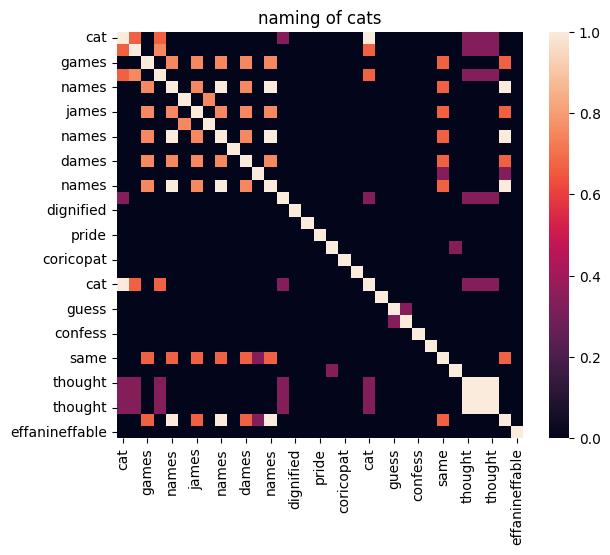 naming of cats
cat
games
names
james
names
dames
names
dignified
pride
coricopat
cat
guess
confess
same
thought
thought
effanineffable
1.0
0.8
0.6
0.4
0.2
0.0
cat
games
names
james
names
dames
names
dignified
pride
coricopat
cat
guess
confess
same
thought
thought
effanineffable